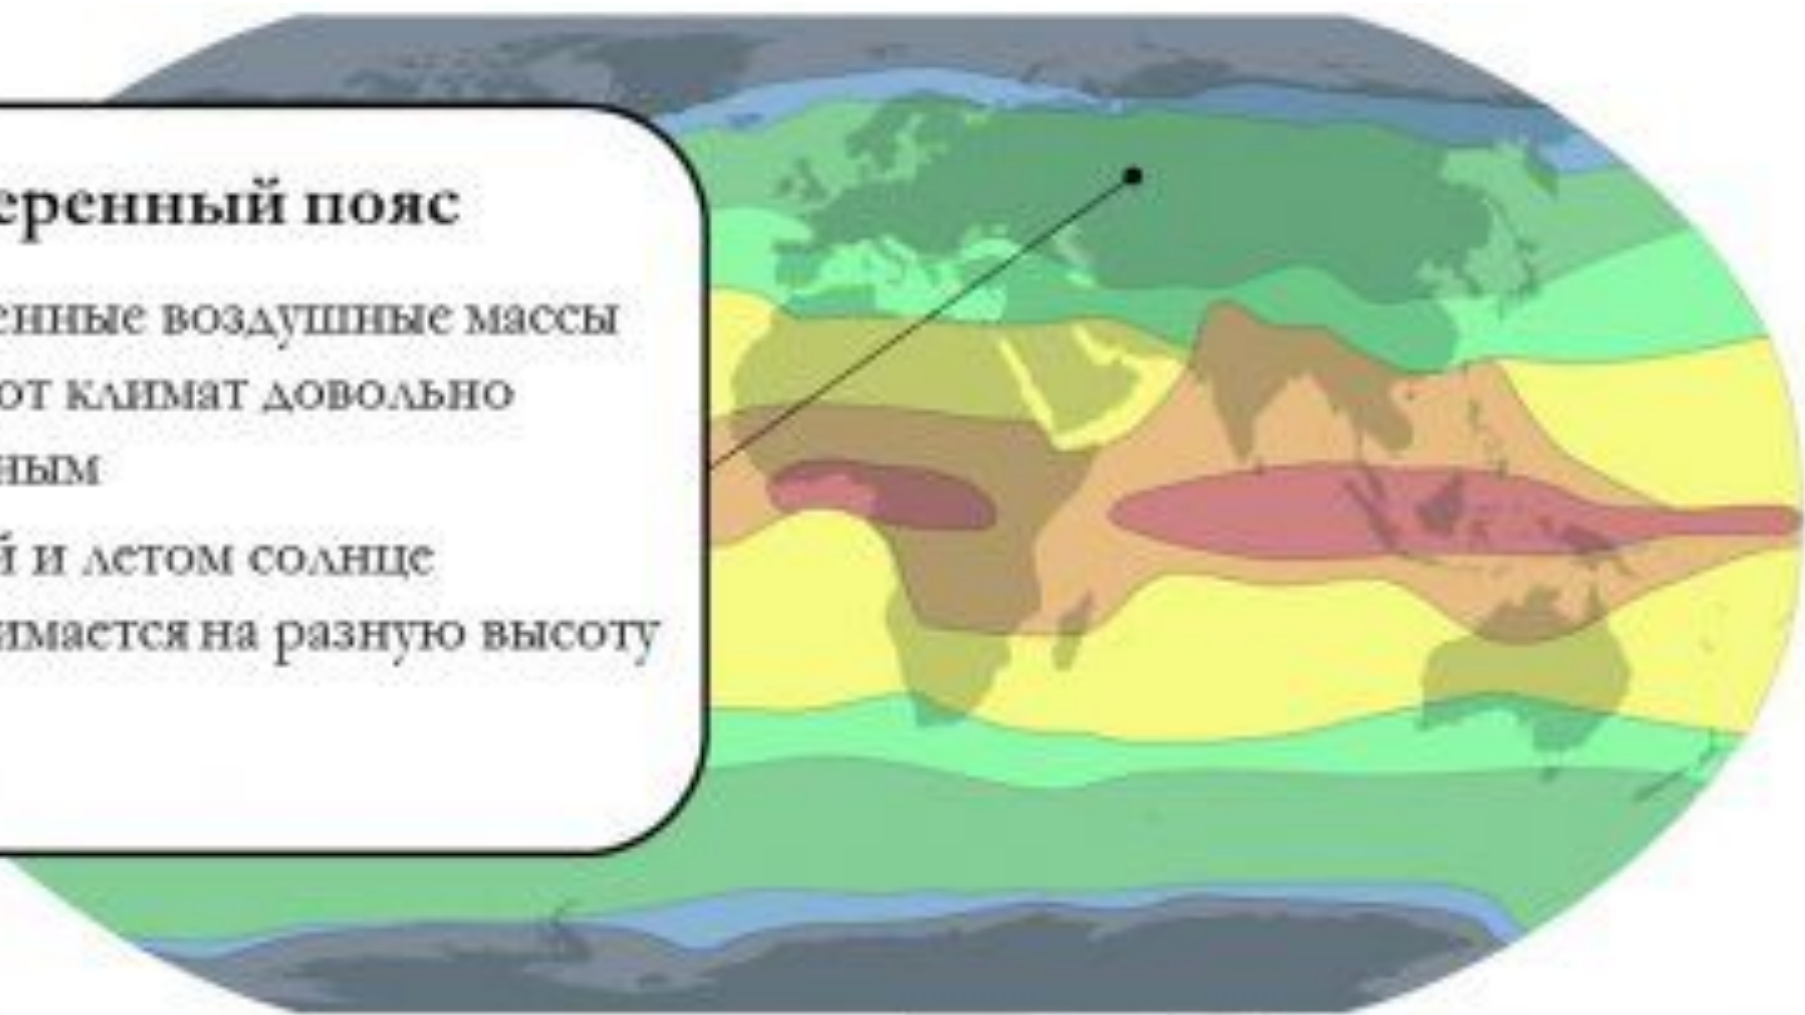 еренный пояс
енные воздушные массы
от климат довольно
ным
й и летом солнце
имается на разную высоту